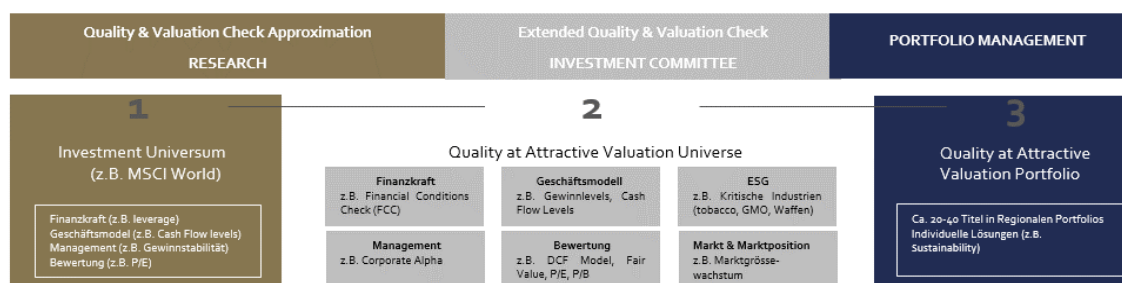 Quality & Valuation Check Approximation
RESEARCH
Extended Quality & Valuation Check
INVESTMENT COMMITTEE
PORTFOLIO MANAGEMENT
1
Investment Universum
(z.B. MSCI World)
Finanzkraft (z.B. leverage)
Geschäftsmodel (z.B. Cash Flow levels)
Management (z.B. Gewinnstabilität)
Bewertung (z.B. P/E)
2
Quality at Attractive Valuation Universe
Finanzkraft
z.B. Financial Conditions
Check (FCC)
Geschäftsmodell
z.B. Gewinnlevels, Cash
Flow Levels
ESG
z.B. Kritische Industrien
(tobacco, GMO, Waffen)
Management
z.B. Corporate Alpha
Bewertung
z.B. DCF Model, Fair
Value, P/E, P/B
Markt & Marktposition
z.B. Marktgrösse-
wachstum
3
Quality at Attractive
Valuation Portfolio
Ca. 20-40 Titel in Regionalen Portfolios
Individuelle Lösungen (z.B.
Sustainability)